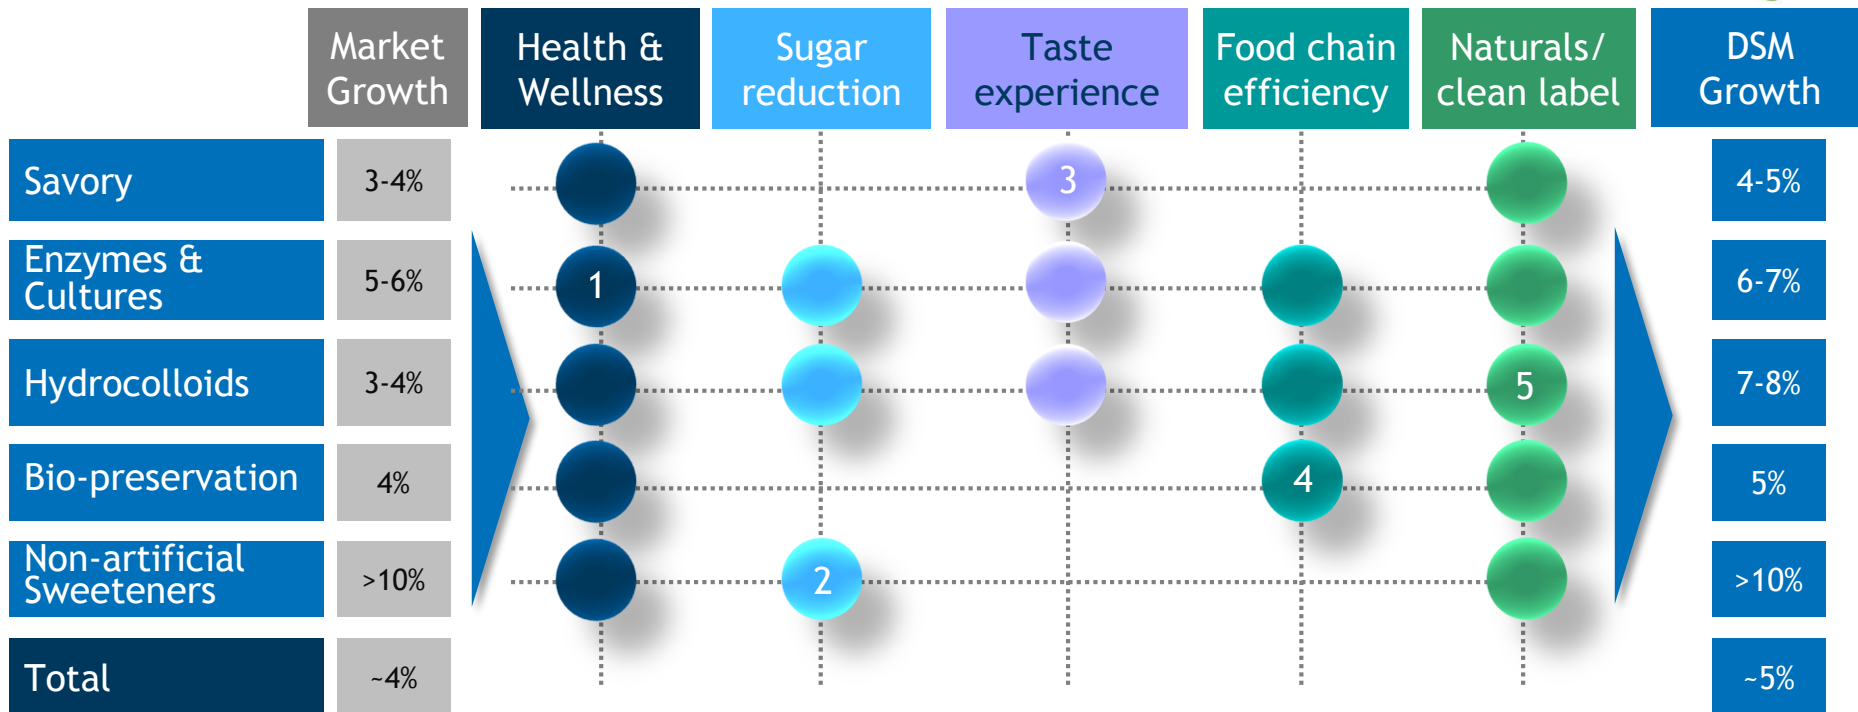 Market
Growth
Health &
Wellness
Sugar
reduction
Taste
experience
Food chain
efficiency
Naturals/
clean label
DSM
Growth
Savory
3-4%
3
4-5%
Enzymes &
Cultures
5-6%
1
6-7%
Hydrocolloids
3-4%
5
7-8%
Bio-preservation
4%
4
5%
Non-artificial
Sweeteners
>10%
2
>10%
Total
~4%
~5%